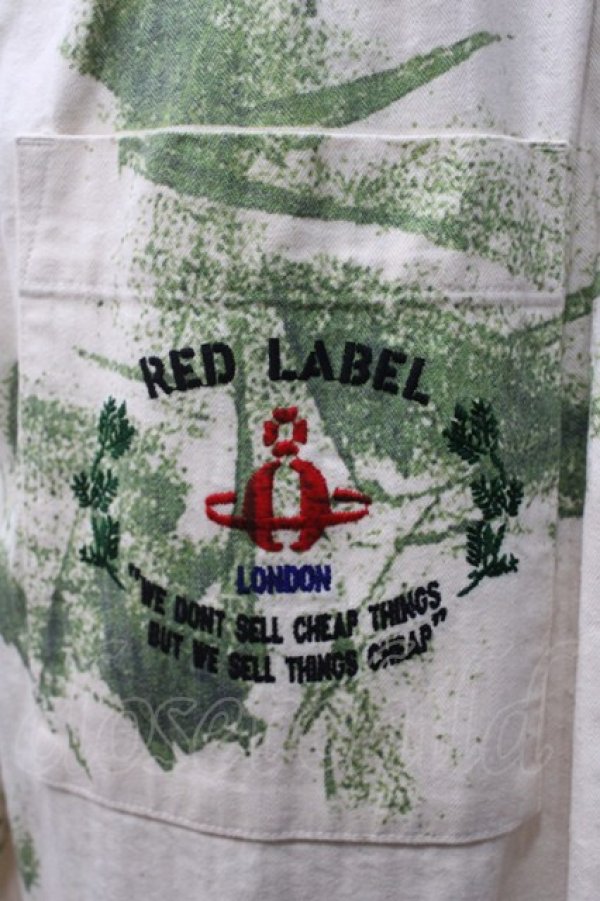 RED LABEL
LONDON
"WE DONT SELL CHEAP THINGS
BUT WE SELL THINGS CHEAP"